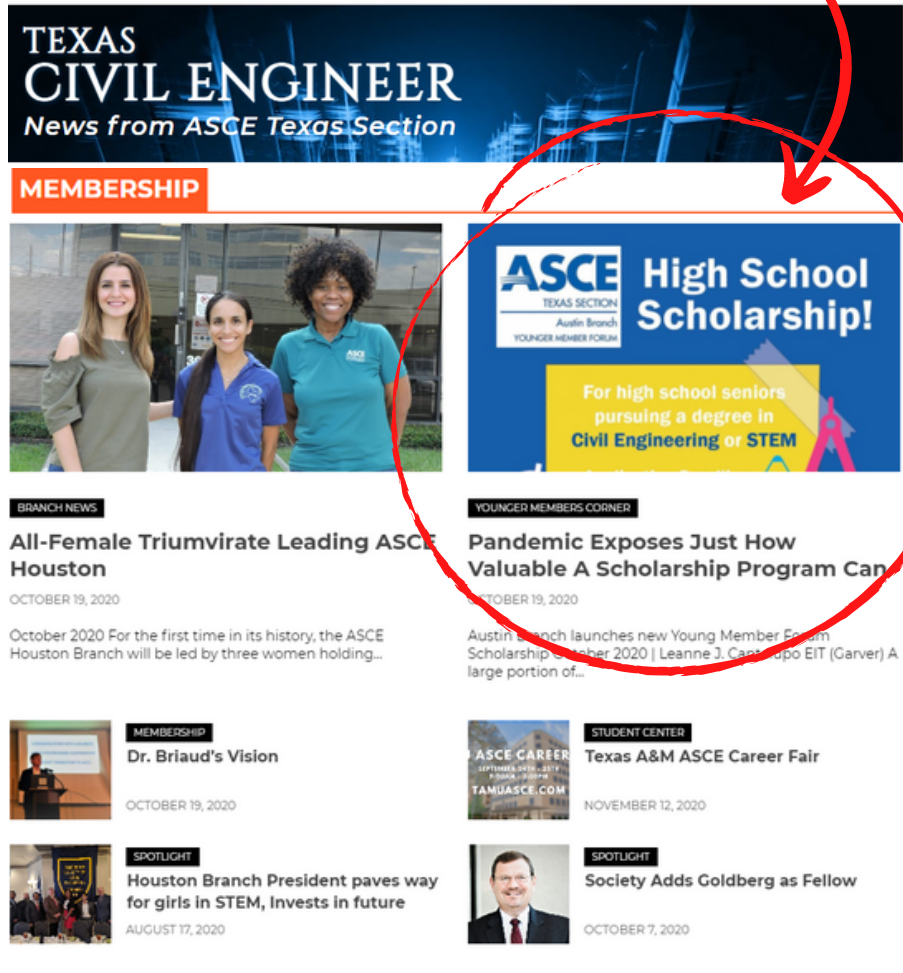 TEXAS
CIVIL ENGINEER
News from ASCE Texas Section
MEMBERSHIP
ASCE
ASCE
TEXAS SECTION
Austin Branch
YOUNGER MEMBER FORUM
High School
Scholarship!
For high school seniors
pursuing a degree in
Civil Engineering or STEM
BRANCH NEWS
All-Female Triumvirate Leading ASCE
Houston
OCTOBER 19, 2020
October 2020 For the first time in its history, the ASCE
Houston Branch will be led by three women holding...
YOUNGER MEMBERS CORNER
Pandemic Exposes Just How
Valuable A Scholarship Program Can
OCTOBER 19, 2020
Austin Branch launches new Young Member Forum
Scholarship October 2020 | Leanne J. EIT (Garver) A
large portion of...
MEMBERSHIP
Dr. Briaud's Vision
OCTOBER 19, 2020
ASCE CAREER
TAMUASCE.COM
STUDENT CENTER
Texas A&M ASCE Career Fair
NOVEMBER 12, 2020
SPOTLIGHT
Houston Branch President paves way
for girls in STEM, Invests in future
AUGUST 17, 2020
SPOTLIGHT
Society Adds Goldberg as Fellow
OCTOBER 7, 2020